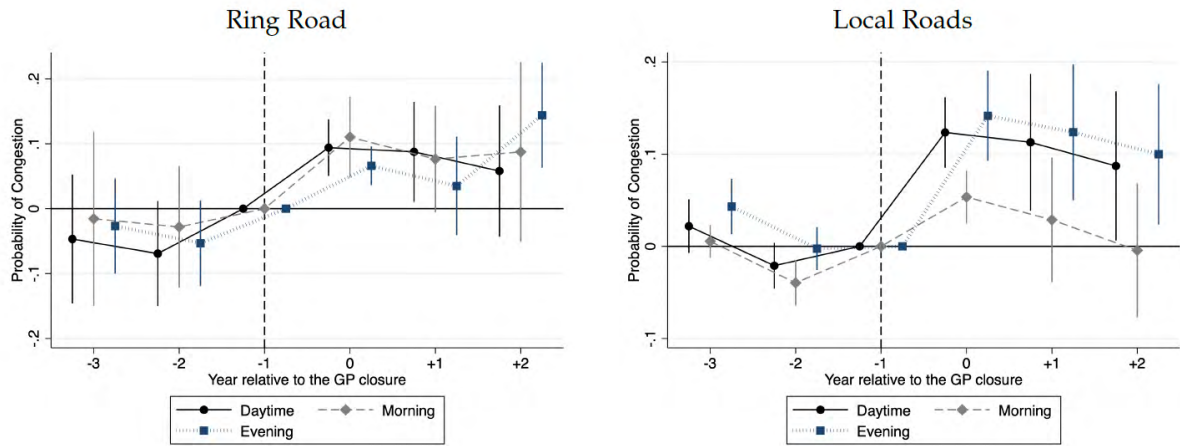 Ring Road
Local Roads
Probability of Congestion
.2
.1
0
-.1
-.2
-3
-2
-1
0
+1
+2
Year relative to the GP closure
Daytime
Morning
Evening
Probability of Congestion
.2
.1
0
-.1
-3
-2
-1
0
+1
+2
Year relative to the GP closure
Daytime
Morning
Evening